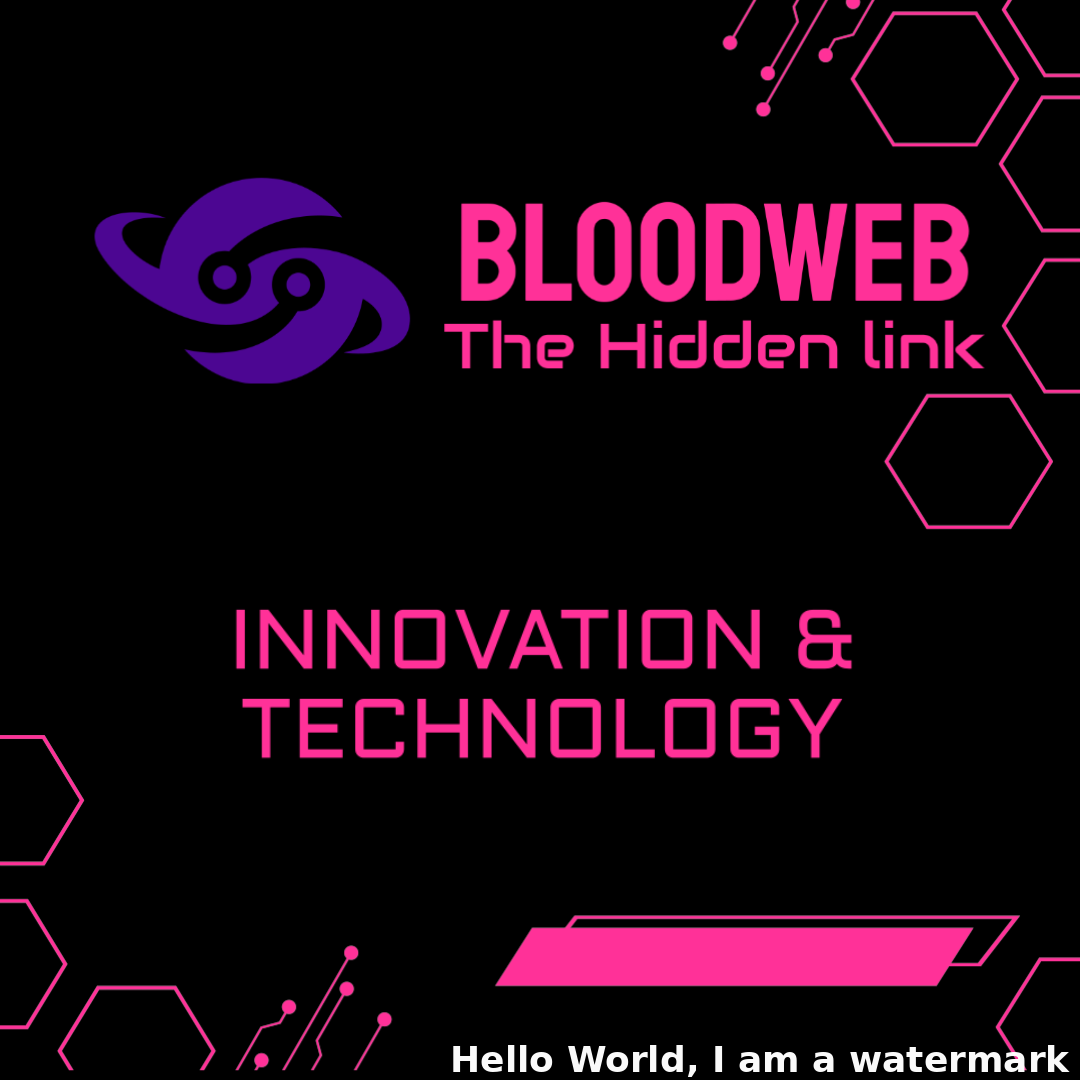 BLOODWEB
The Hidden link
INNOVATION &
TECHNOLOGY
Hello World, I am a watermark